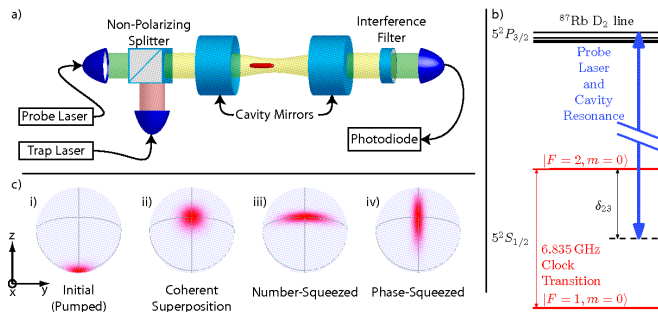 a)
Non-Polarizing
Splitter
Interference
Filter
Probe Laser
Trap Laser
Cavity Mirrors
Photodiode
b)
⁸⁷Rb D₂ line
5²P₃/₂
Probe
Laser
and
Cavity
Resonance
|F = 2, m = 0⟩
δ₂₃
5²S₁/₂
6.835 GHz
Clock
Transition
|F = 1, m = 0⟩
c)
i)
ii)
iii)
iv)
z
x
y
Initial
(Pumped)
Coherent
Superposition
Number-Squeezed
Phase-Squeezed